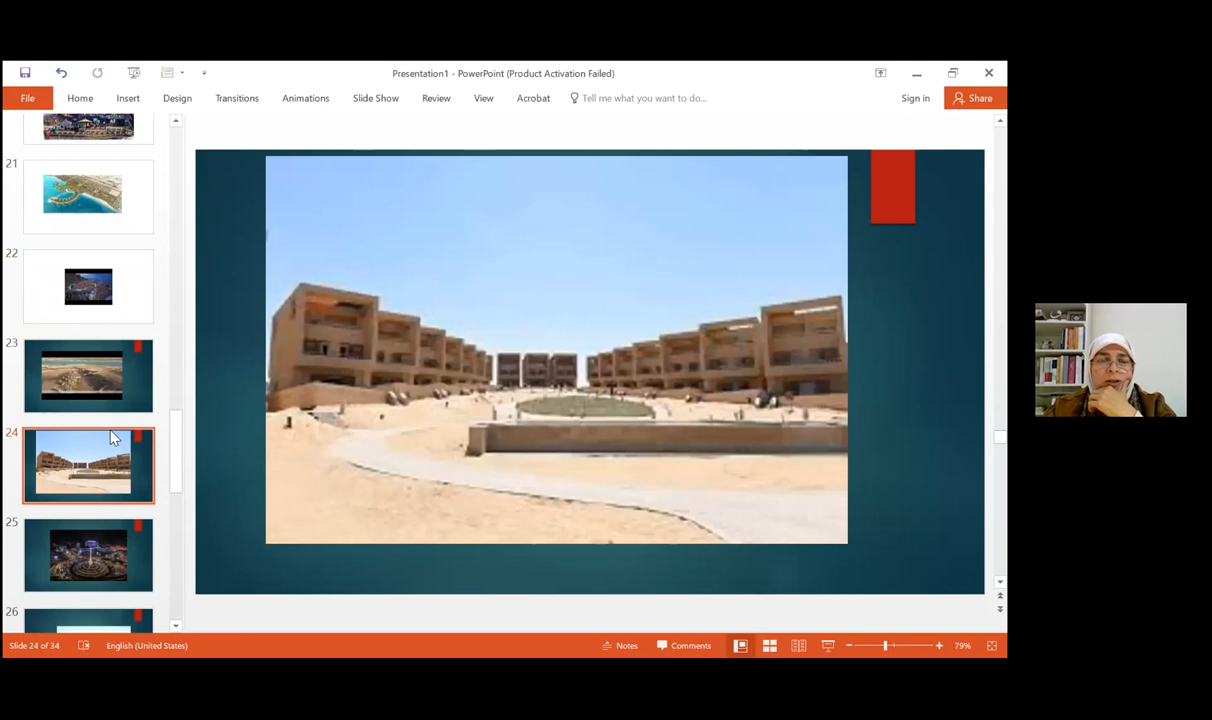 Presentation1 - PowerPoint (Product Activation Failed)
File Home Insert Design Transitions Animations Slide Show Review View Acrobat Tell me what you want to do... Sign in Share
21
22
23
24
25
26
Slide 24 of 34 English (United States) Notes Comments 79%